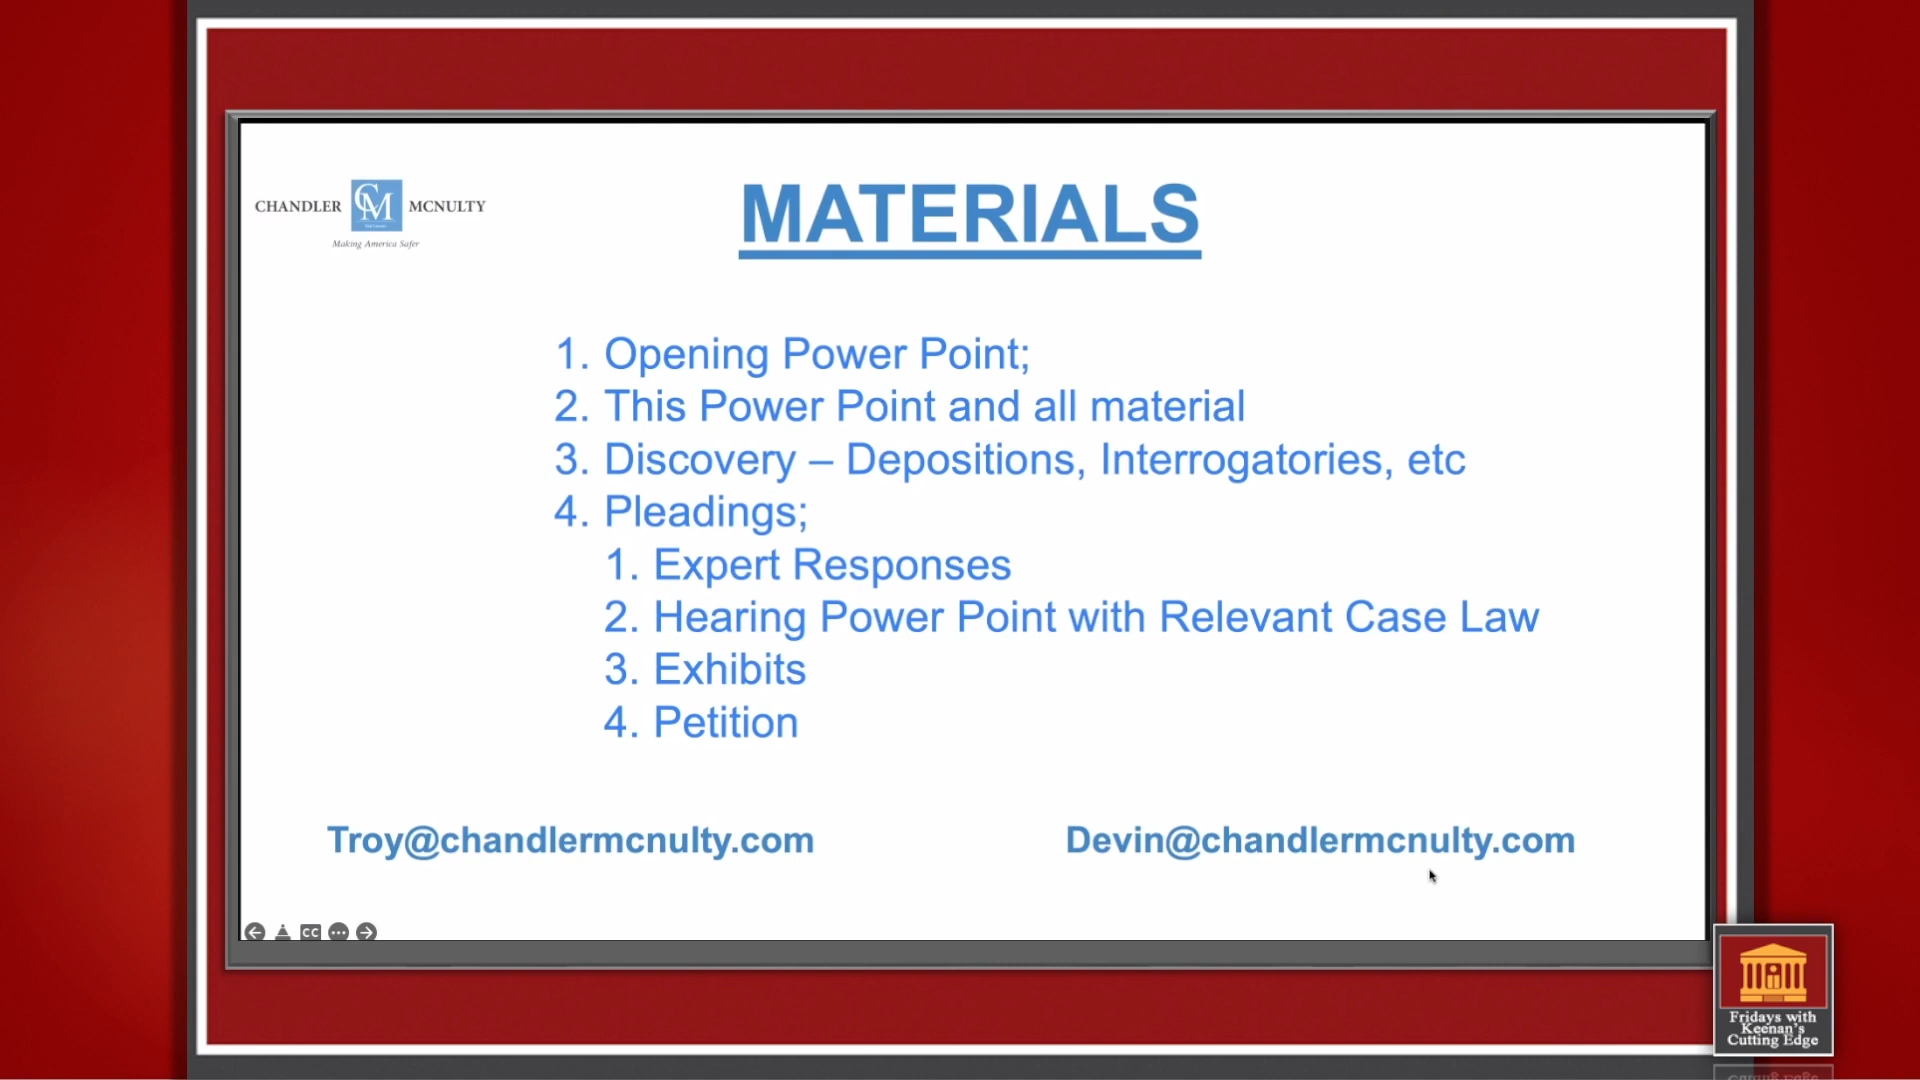 CHANDLER CM MCNULTY
Making America Safer
MATERIALS
1. Opening Power Point;
2. This Power Point and all material
3. Discovery – Depositions, Interrogatories, etc
4. Pleadings;
1. Expert Responses
2. Hearing Power Point with Relevant Case Law
3. Exhibits
4. Petition
Troy@chandlermcnulty.com
Devin@chandlermcnulty.com
CC
Fridays with
Keenan's
Cutting Edge